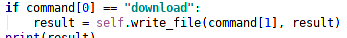 if command[0] == "download":
result = self.write_file(command[1], result)
print(result)